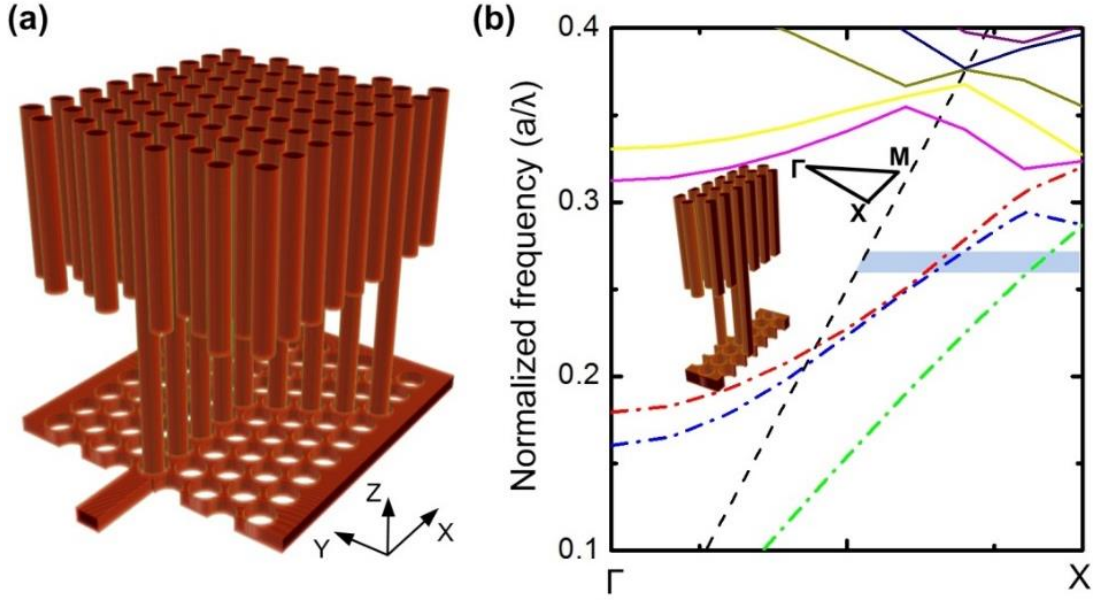 (a)
Z
X
Y
(b)
Normalized frequency (a/λ)
0.4
0.3
0.2
0.1
Γ
M
X
Γ
X